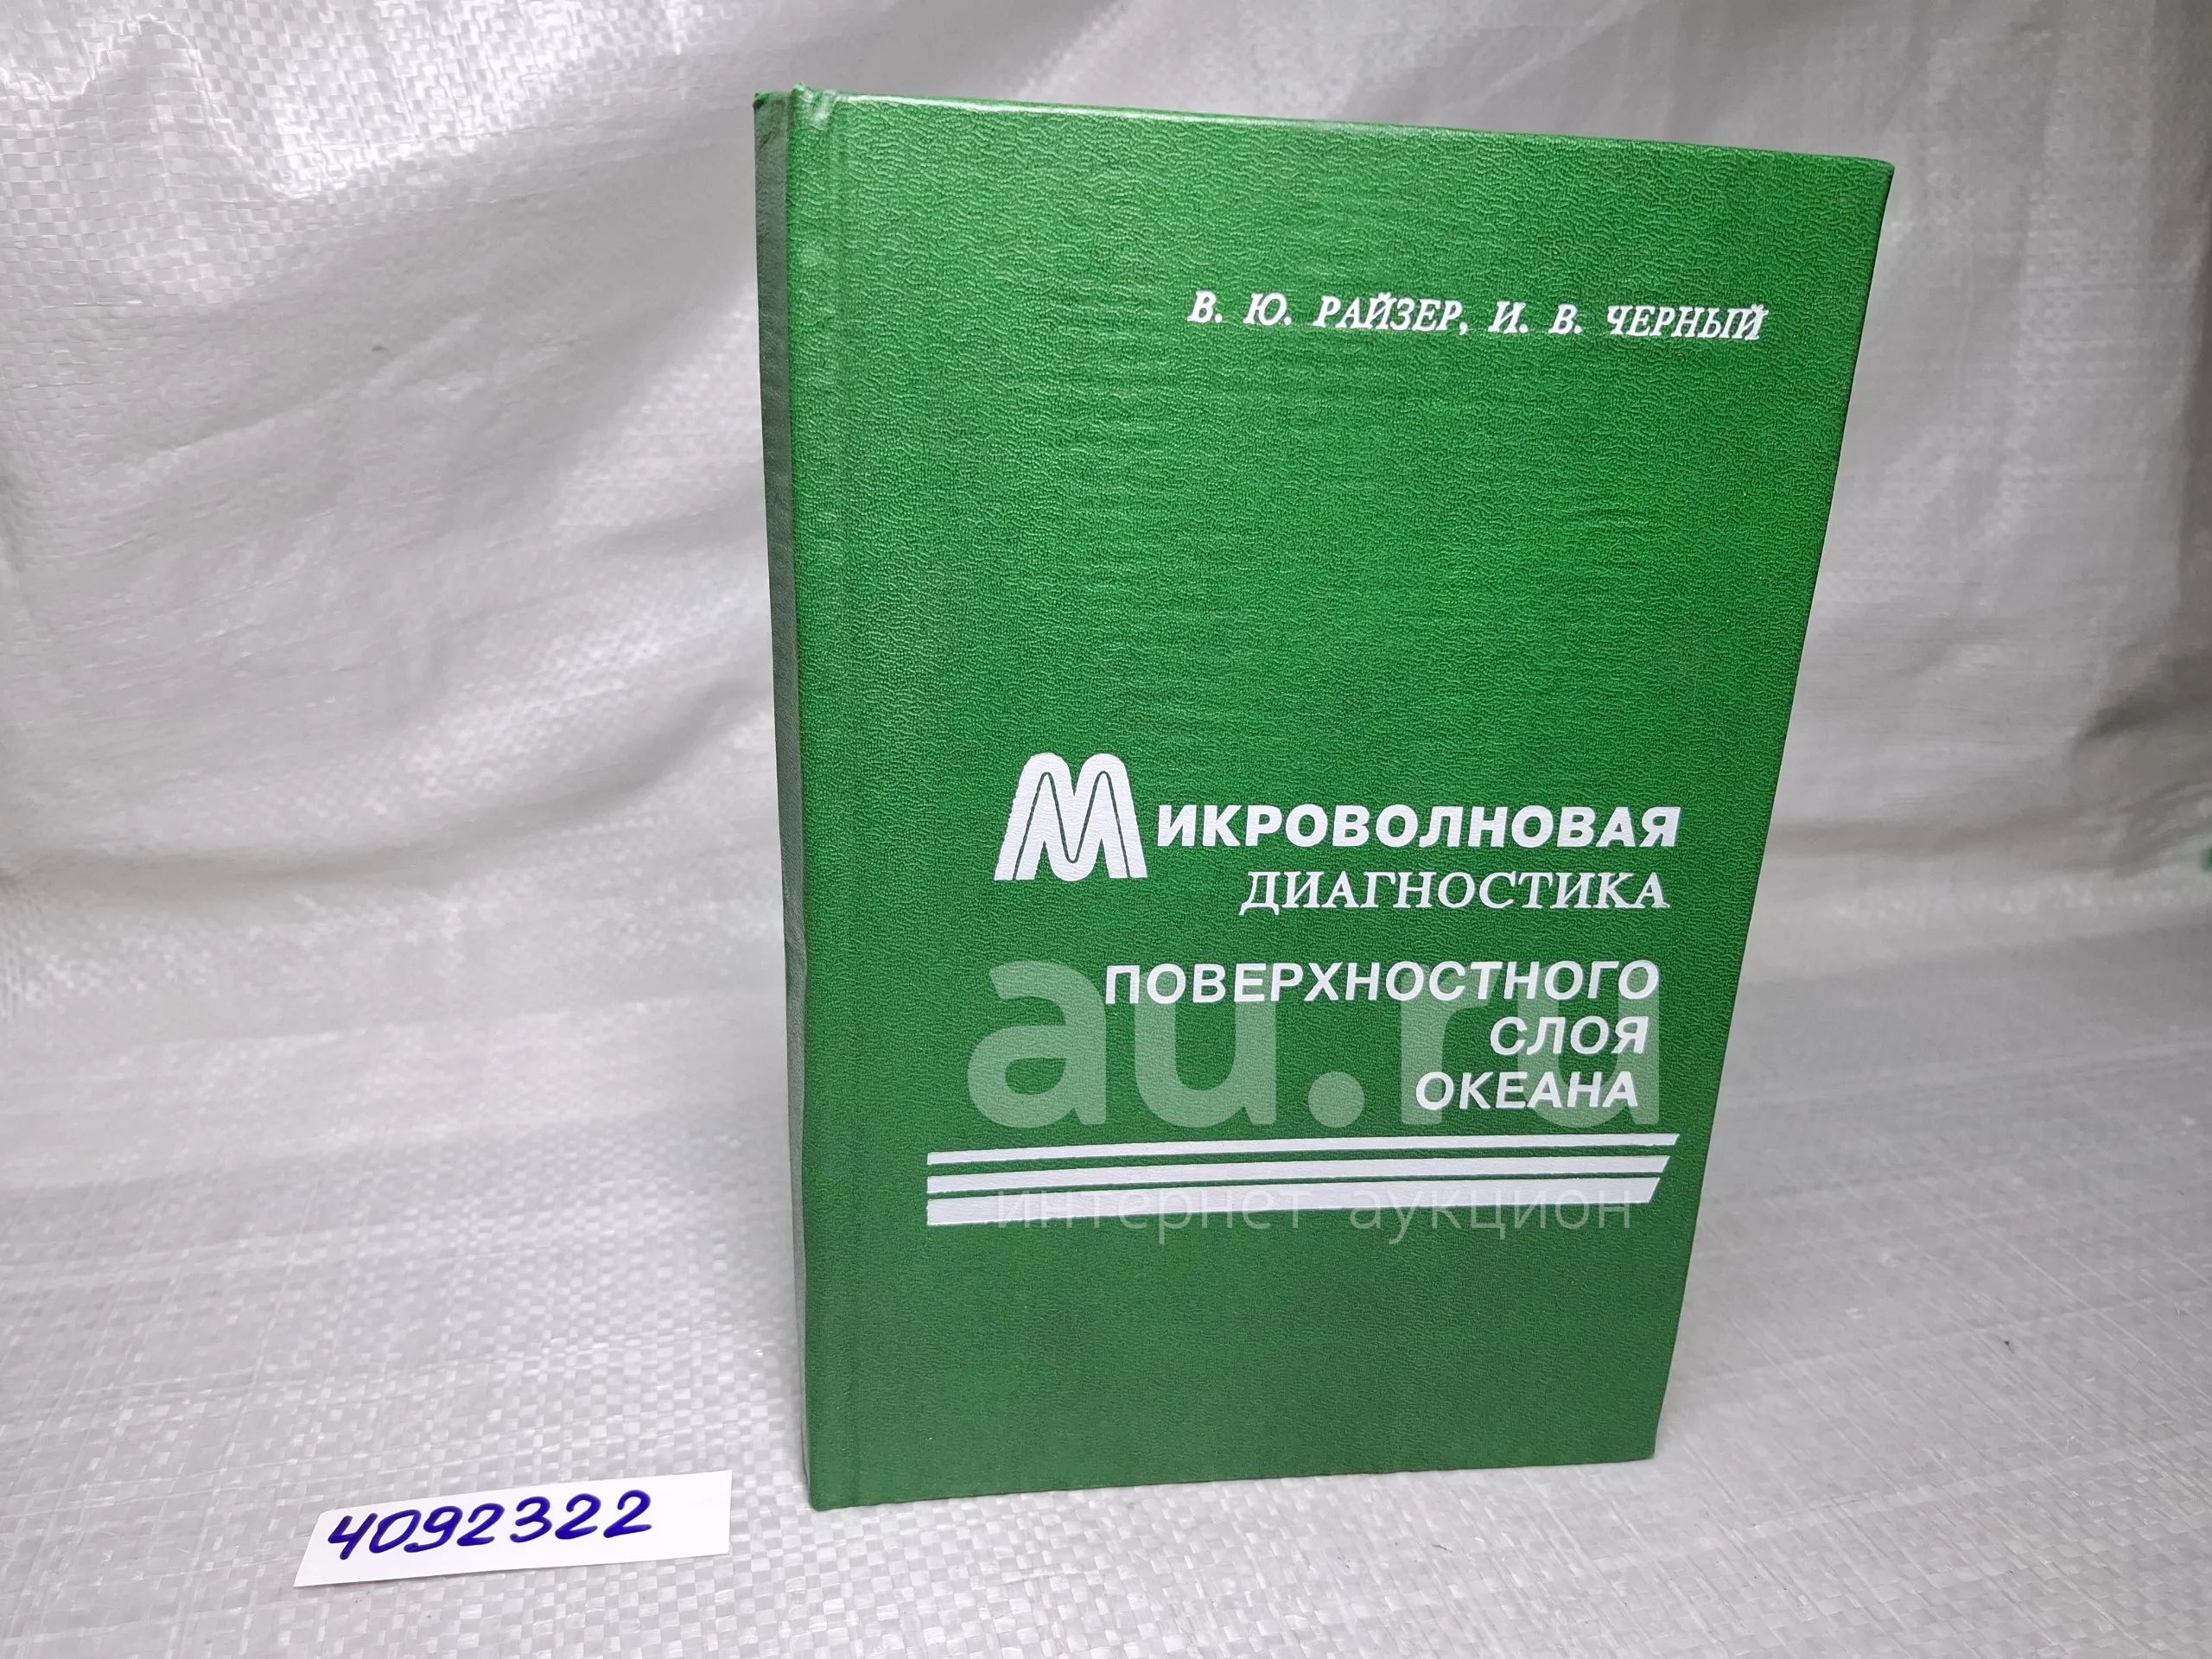 В. Ю. РАЙЗЕР, И. В. ЧЕРНЫЙ
МИКРОВОЛНОВАЯ
ДИАГНОСТИКА
ПОВЕРХНОСТНОГО
СЛОЯ
ОКЕАНА
au.ru
интернет аукцион
4092322